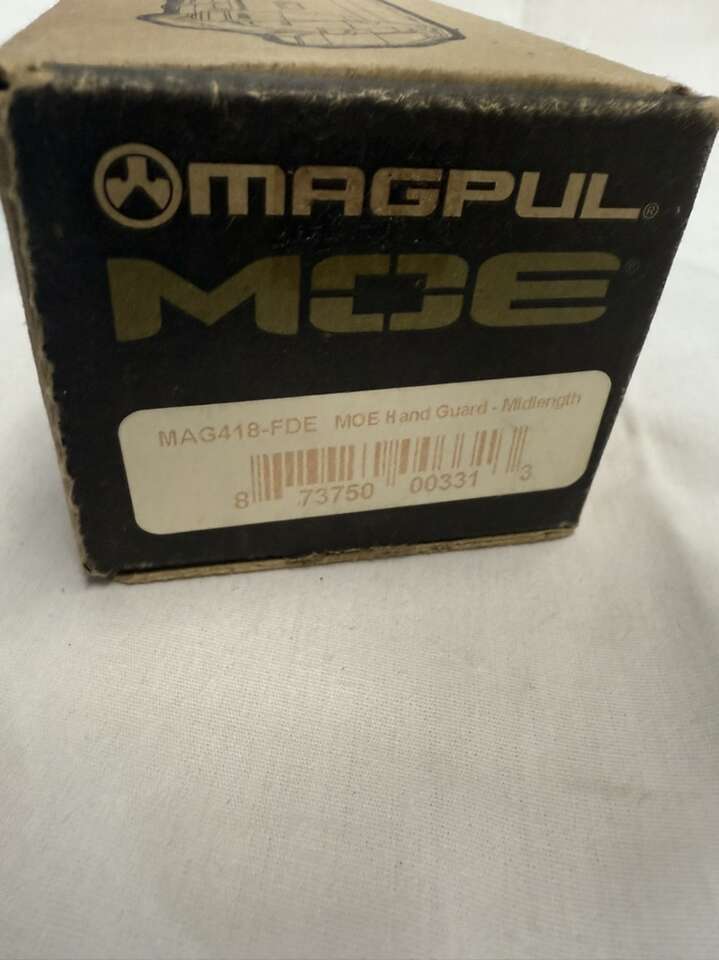 MAGPUL®
MOE®
MAG418-FDE MOE Hand Guard - Midlength
8 73750 00331 3